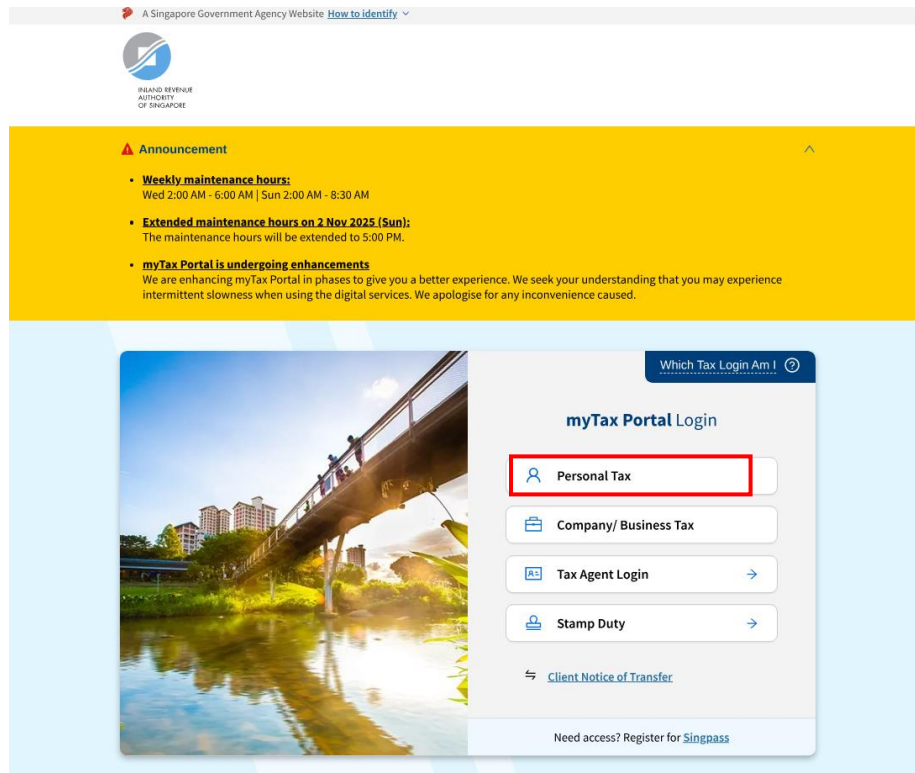 A Singapore Government Agency Website How to identify
INLAND REVENUE
AUTHORITY
OF SINGAPORE
Announcement
• Weekly maintenance hours:
Wed 2:00 AM - 6:00 AM | Sun 2:00 AM - 8:30 AM
• Extended maintenance hours on 2 Nov 2025 (Sun):
The maintenance hours will be extended to 5:00 PM.
• myTax Portal is undergoing enhancements
We are enhancing myTax Portal in phases to give you a better experience. We seek your understanding that you may experience
intermittent slowness when using the digital services. We apologise for any inconvenience caused.
Which Tax Login Am I
myTax Portal Login
Personal Tax
Company/ Business Tax
Tax Agent Login
Stamp Duty
Client Notice of Transfer
Need access? Register for Singpass